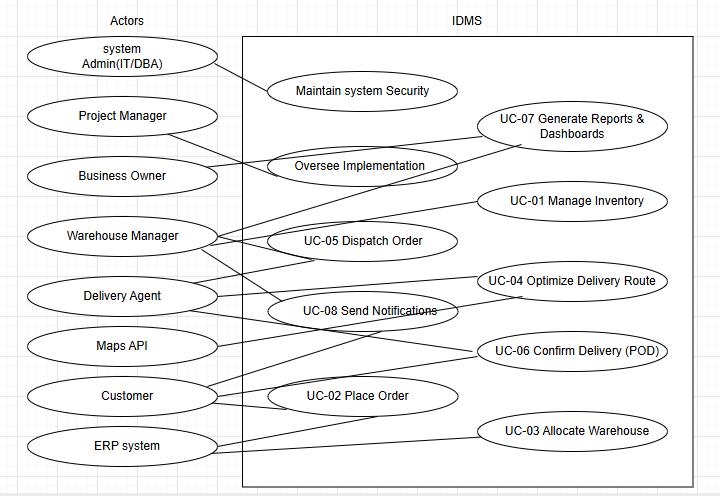 Actors
IDMS
system
Admin(IT/DBA)
Maintain system Security
Project Manager
UC-07 Generate Reports &
Dashboards
Oversee Implementation
Business Owner
UC-01 Manage Inventory
Warehouse Manager
UC-05 Dispatch Order
UC-04 Optimize Delivery Route
Delivery Agent
UC-08 Send Notifications
Maps API
UC-06 Confirm Delivery (POD)
Customer
UC-02 Place Order
UC-03 Allocate Warehouse
ERP system